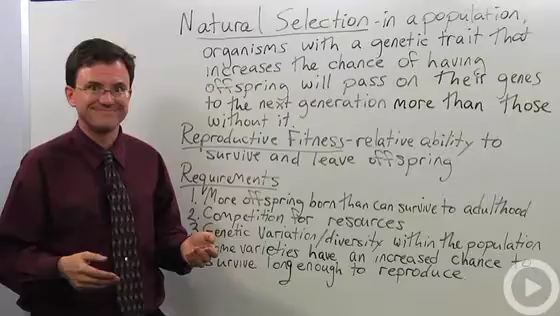 Natural Selection - in a population,
organisms with a genetic trait that
increases the chance of having
offspring will pass on their genes
to the next generation more than those
without it.
Reproductive Fitness - relative ability to
survive and leave offspring
Requirements
1. More offspring born than can survive to adulthood
2. Competition for resources
3. Genetic Variation/diversity within the population
Some varieties have an increased chance to
survive long enough to reproduce